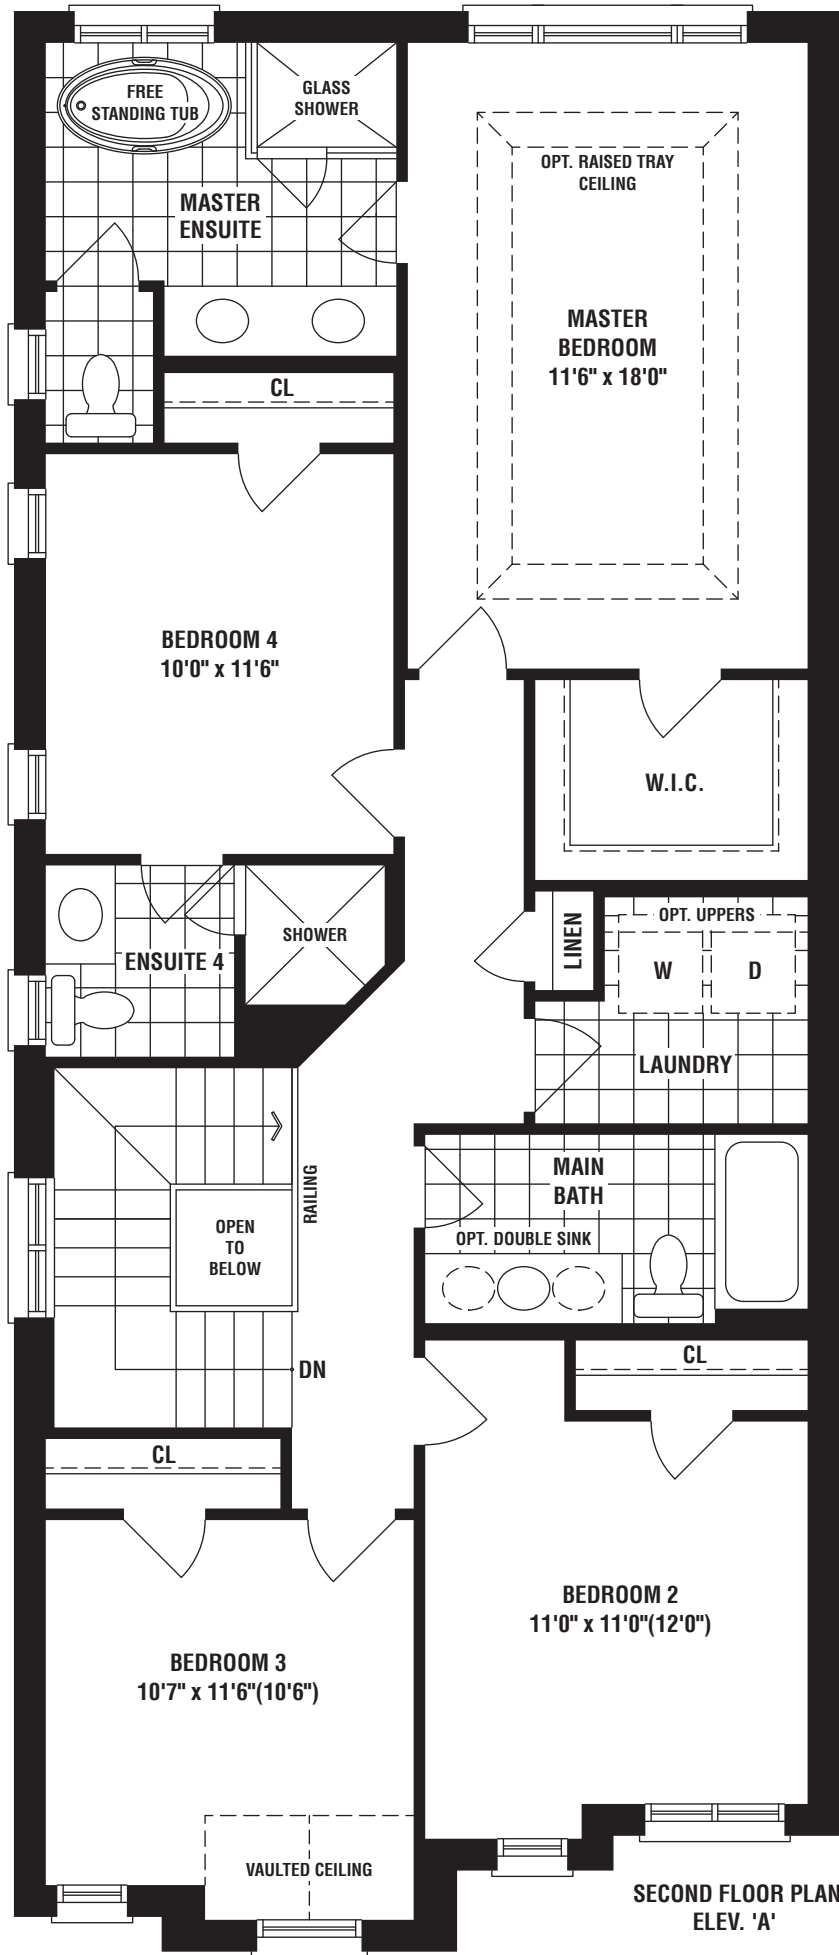 FREE
STANDING TUB
GLASS
SHOWER
MASTER
ENSUITE
OPT. RAISED TRAY
CEILING
MASTER
BEDROOM
11'6" x 18'0"
CL
BEDROOM 4
10'0" x 11'6"
W.I.C.
ENSUITE 4
SHOWER
LINEN
OPT. UPPERS
W
D
LAUNDRY
MAIN
BATH
OPT. DOUBLE SINK
RAILING
OPEN
TO
BELOW
DN
CL
CL
BEDROOM 2
11'0" x 11'0"(12'0")
BEDROOM 3
10'7" x 11'6"(10'6")
VAULTED CEILING
SECOND FLOOR PLAN
ELEV. 'A'